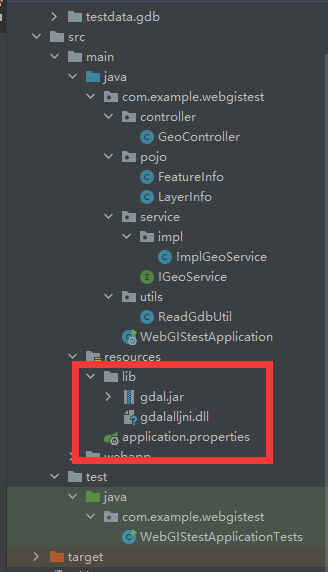 testdata.gdb
src
main
java
com.example.webgistest
controller
GeoController
pojo
FeatureInfo
LayerInfo
service
impl
ImplGeoService
IGeoService
utils
ReadGdbUtil
WebGIStestApplication
resources
lib
gdal.jar
gdalalljni.dll
application.properties
webapp
test
java
com.example.webgistest
WebGIStestApplicationTests
target